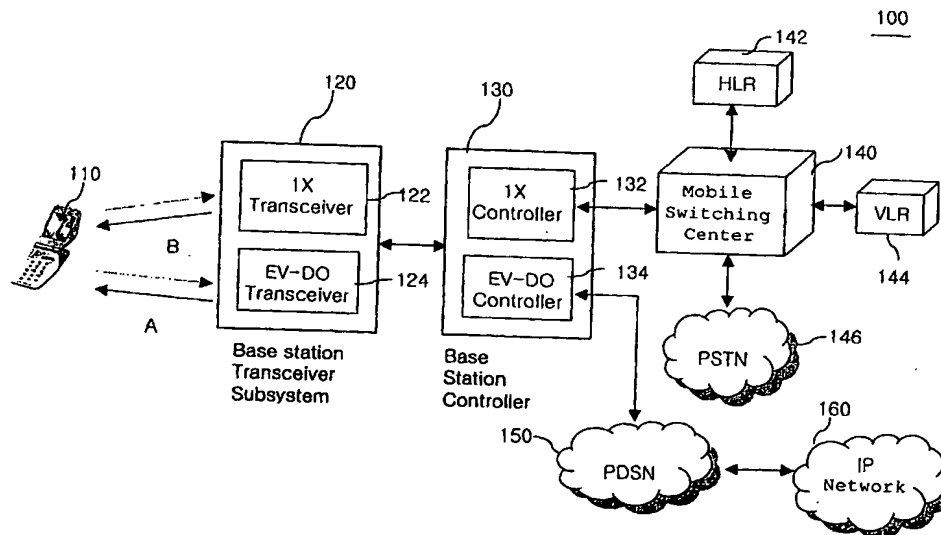 100
142
HLR
120
130
140
110
1X
Transceiver
122
1X
Controller
132
Mobile
Switching
Center
VLR
144
B
EV-DO
Transceiver
124
EV-DO
Controller
134
A
PSTN
146
Base station
Transceiver
Subsystem
Base
Station
Controller
150
PDSN
160
IP
Network